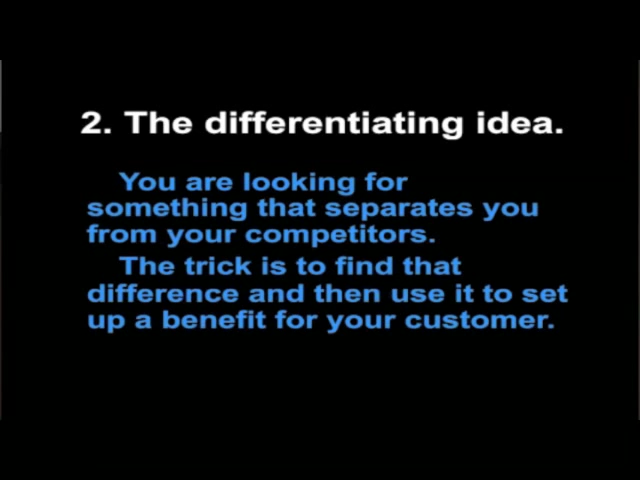 2. The differentiating idea.
You are looking for
something that separates you
from your competitors.
The trick is to find that
difference and then use it to set
up a benefit for your customer.